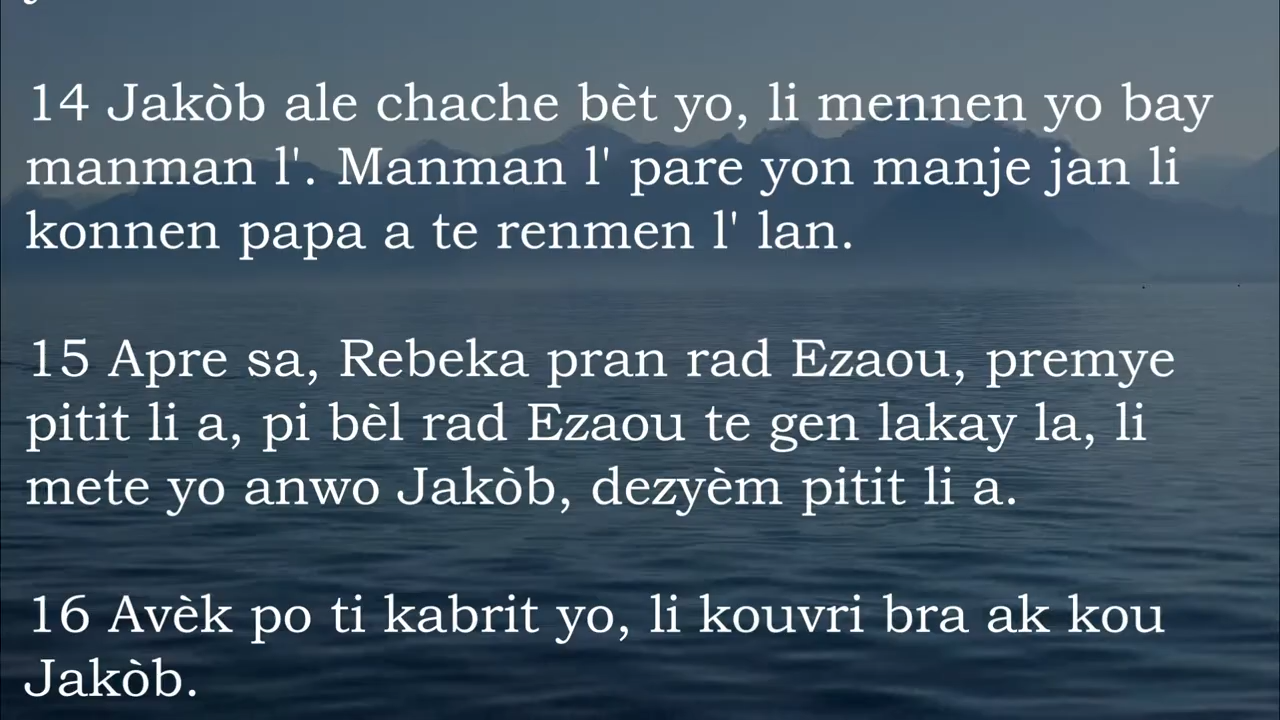 14 Jakòb ale chache bèt yo, li mennen yo bay
manman l'. Manman l' pare yon manje jan li
konnen papa a te renmen l' lan.
15 Apre sa, Rebeka pran rad Ezaou, premye
pitit li a, pi bèl rad Ezaou te gen lakay la, li
mete yo anwo Jakòb, dezyèm pitit li a.
16 Avèk po ti kabrit yo, li kouvri bra ak kou
Jakòb.